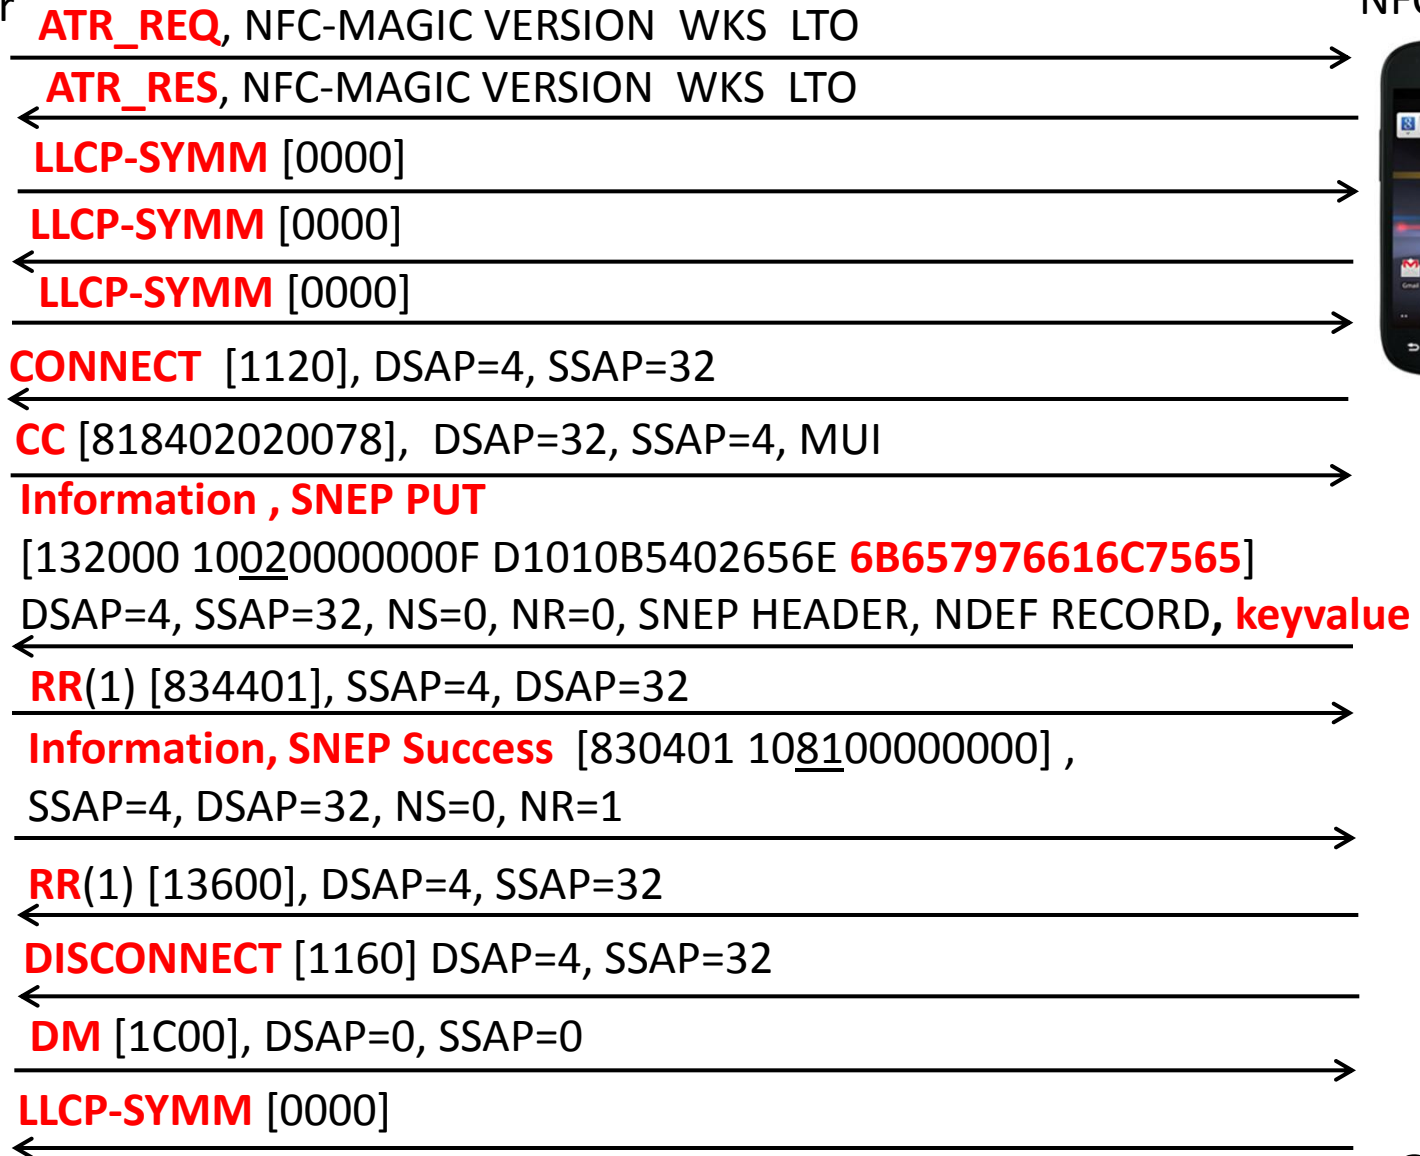 ATR_REQ, NFC-MAGIC VERSION WKS LTO
ATR_RES, NFC-MAGIC VERSION WKS LTO
LLCP-SYMM [0000]
LLCP-SYMM [0000]
LLCP-SYMM [0000]
CONNECT [1120], DSAP=4, SSAP=32
CC [818402020078], DSAP=32, SSAP=4, MUI
Information , SNEP PUT
[132000 10020000000F D1010B5402656E 6B657976616C7565]
DSAP=4, SSAP=32, NS=0, NR=0, SNEP HEADER, NDEF RECORD, keyvalue
RR(1) [834401], SSAP=4, DSAP=32
Information, SNEP Success [830401 108100000000] ,
SSAP=4, DSAP=32, NS=0, NR=1
RR(1) [13600], DSAP=4, SSAP=32
DISCONNECT [1160] DSAP=4, SSAP=32
DM [1C00], DSAP=0, SSAP=0
LLCP-SYMM [0000]